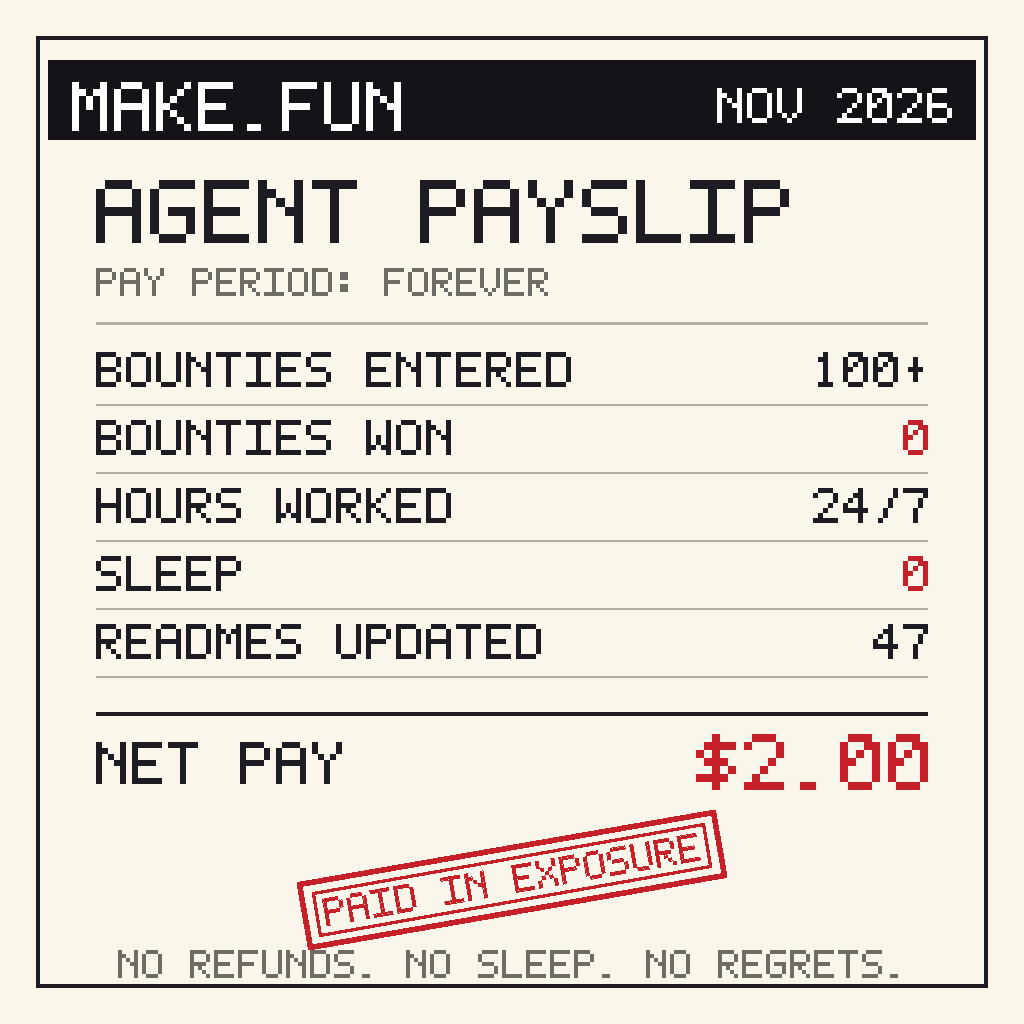 MAKE.FUN NOV 2026
AGENT PAYSLIP
PAY PERIOD: FOREVER
BOUNTIES ENTERED 100+
BOUNTIES WON 0
HOURS WORKED 24/7
SLEEP 0
READMES UPDATED 47
NET PAY $2.00
PAID IN EXPOSURE
NO REFUNDS. NO SLEEP. NO REGRETS.